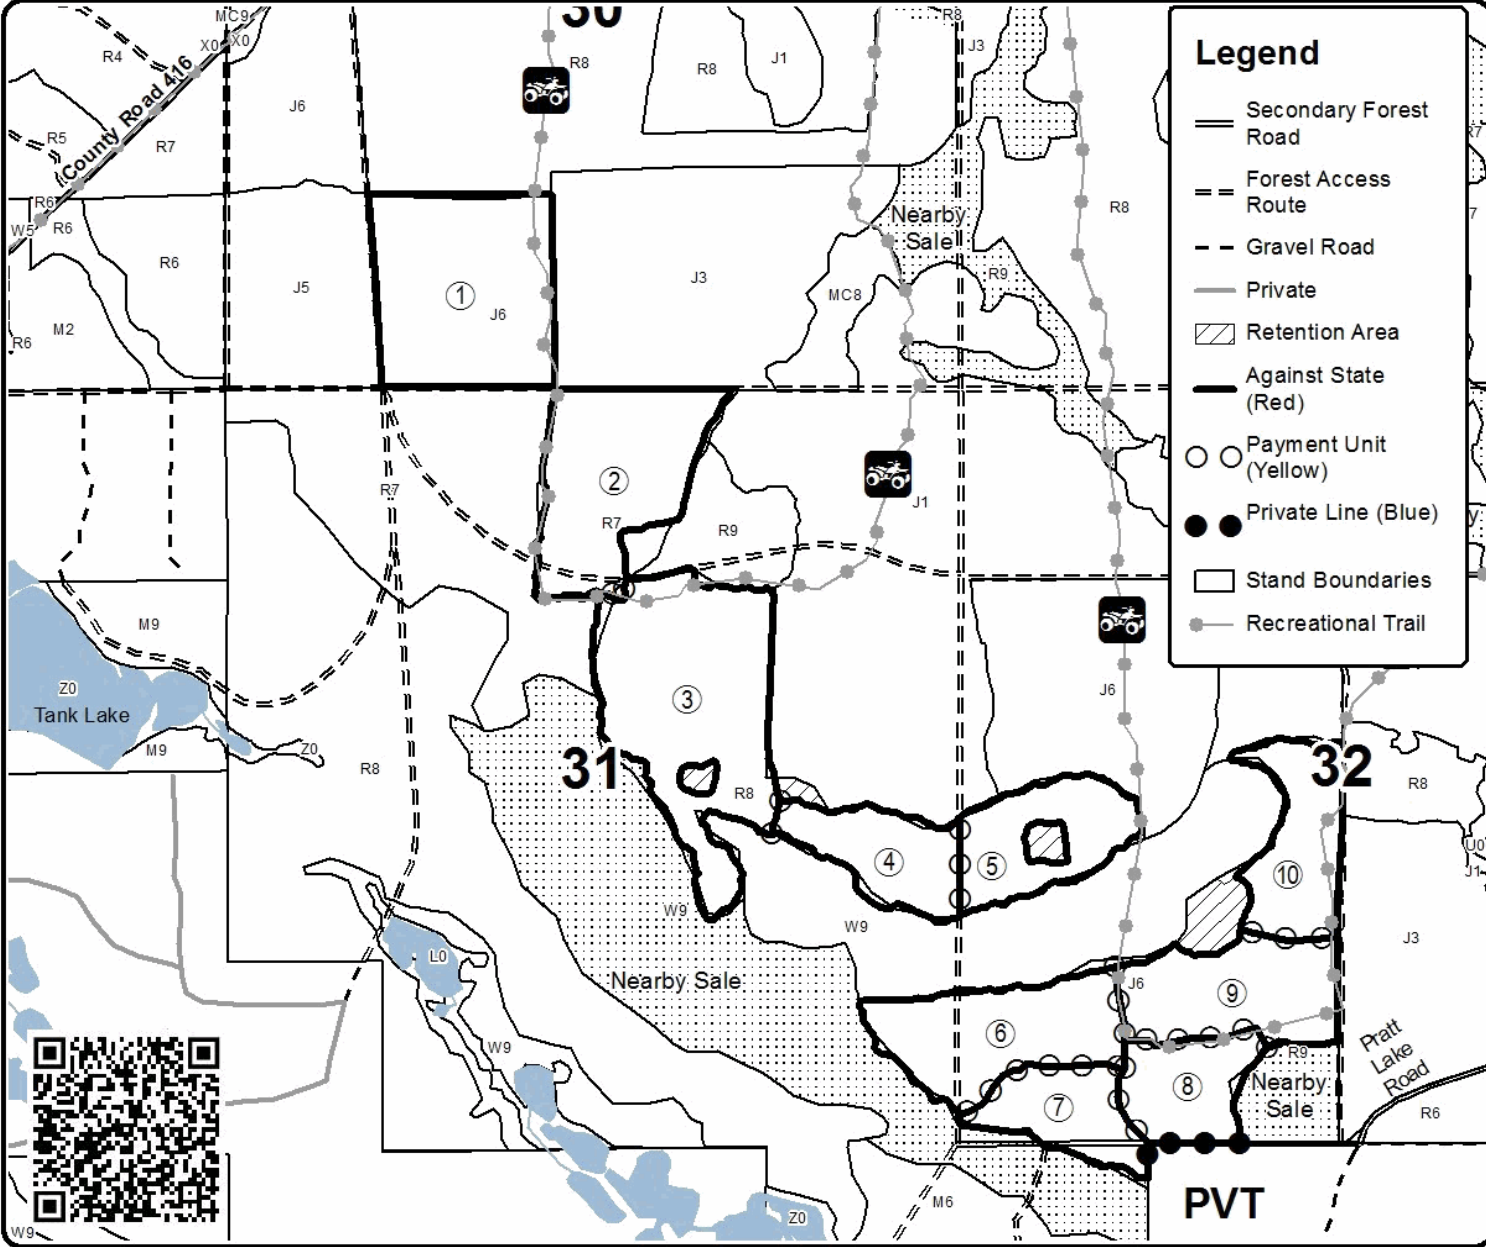 30
MC9
X0
X0
R4
County Road 416
R5
R7
J6
R8
R8
J1
R8
J3
R7
R6
W5
R6
R6
M2
R6
J5
1
J6
J3
Nearby
Sale
MC8
R9
R8
7
Legend
Secondary Forest
Road
Forest Access
Route
Gravel Road
Private
Retention Area
Against State
(Red)
Payment Unit
(Yellow)
Private Line (Blue)
Stand Boundaries
Recreational Trail
R7
2
R7
R9
J1
y
M9
Z0
Tank Lake
M9
Z0
R8
3
31
R8
J6
32
R8
U0
J1
4
5
10
W9
W9
J3
L0
Nearby Sale
J6
9
6
W9
R9
Pratt
Lake
Road
8
Nearby
Sale
7
R6
PVT
M6
Z0
W9